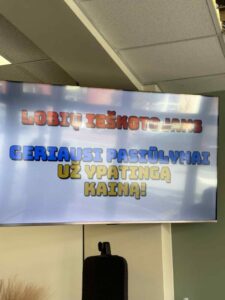 LOBIŲ IEŠKOTOJAMS
GERIAUSI PASIŪLYMAI
UŽ YPATINGĄ
KAINĄ!